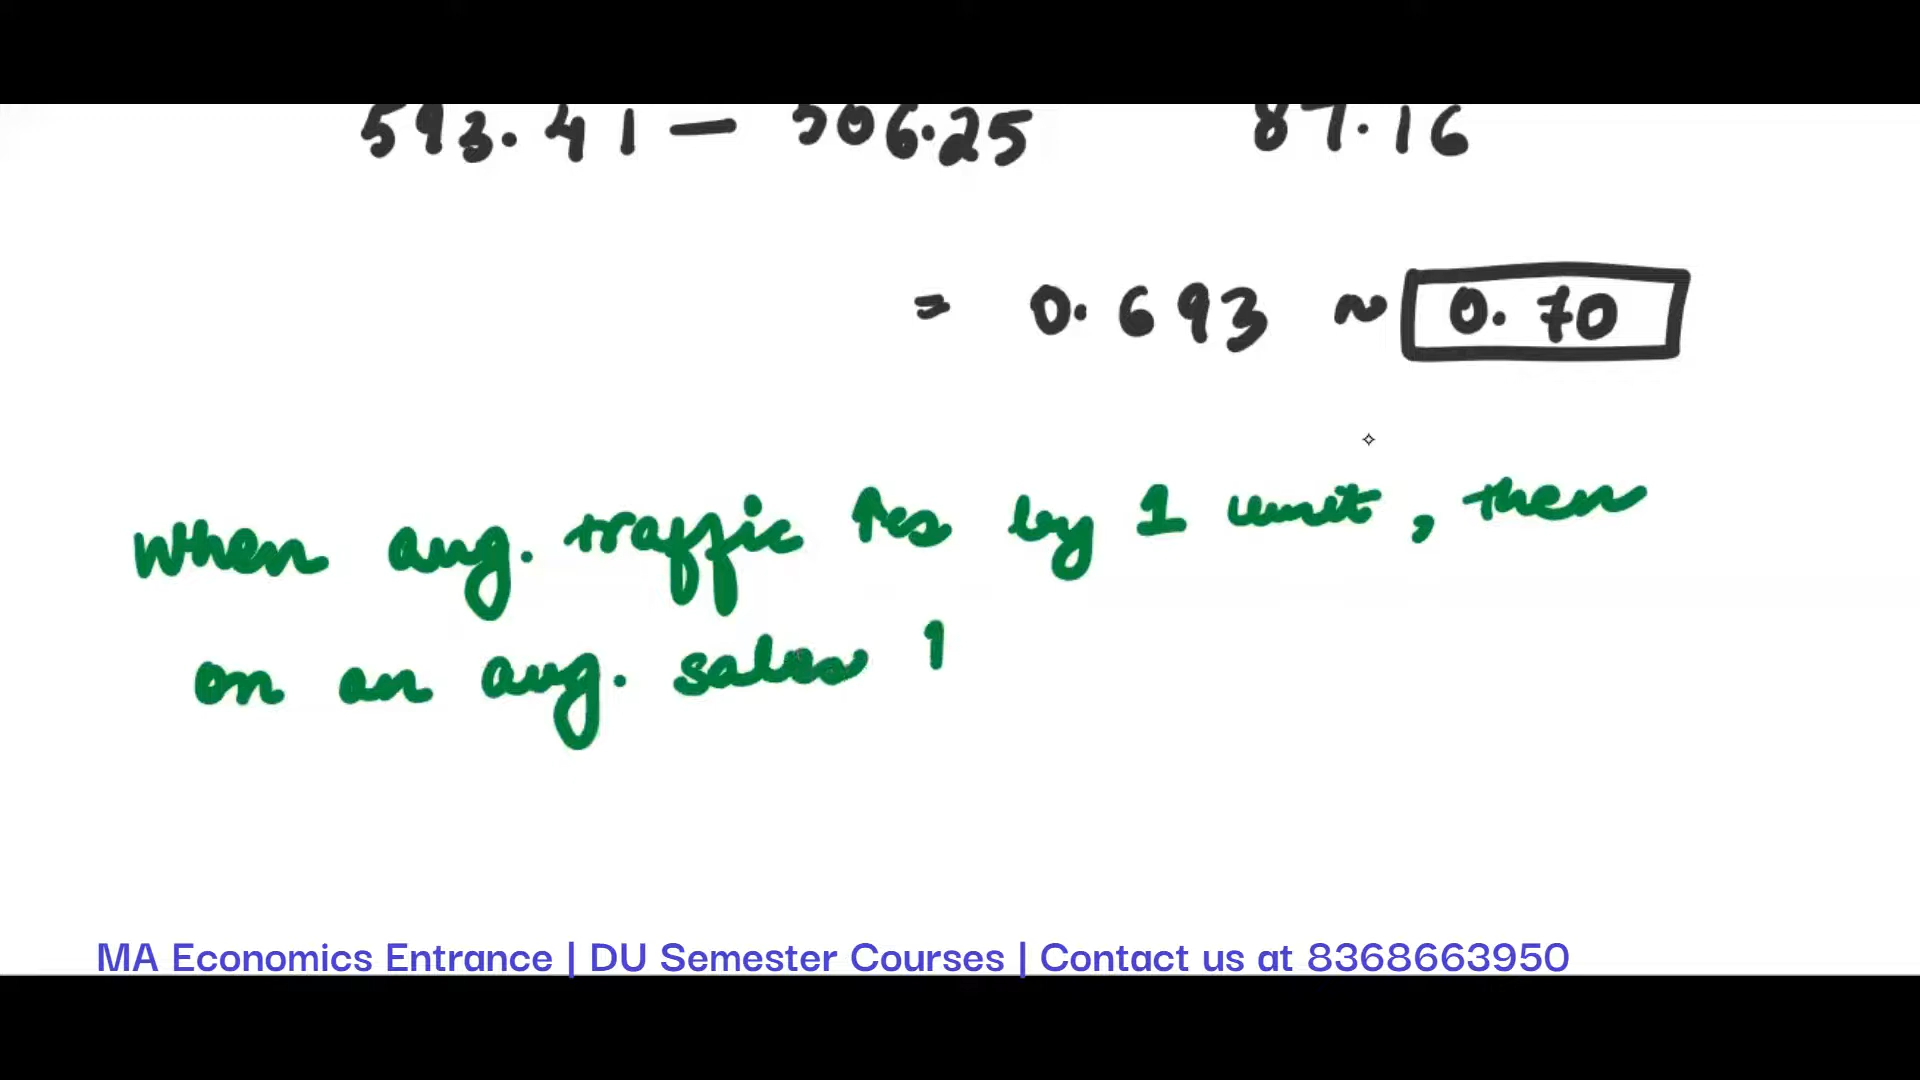 593.41 – 506.25 87.16
= 0.693 ~ 0.70
When avg. traffic ↑es by 1 unit, then
on an avg. sales ↑
MA Economics Entrance | DU Semester Courses | Contact us at 8368663950